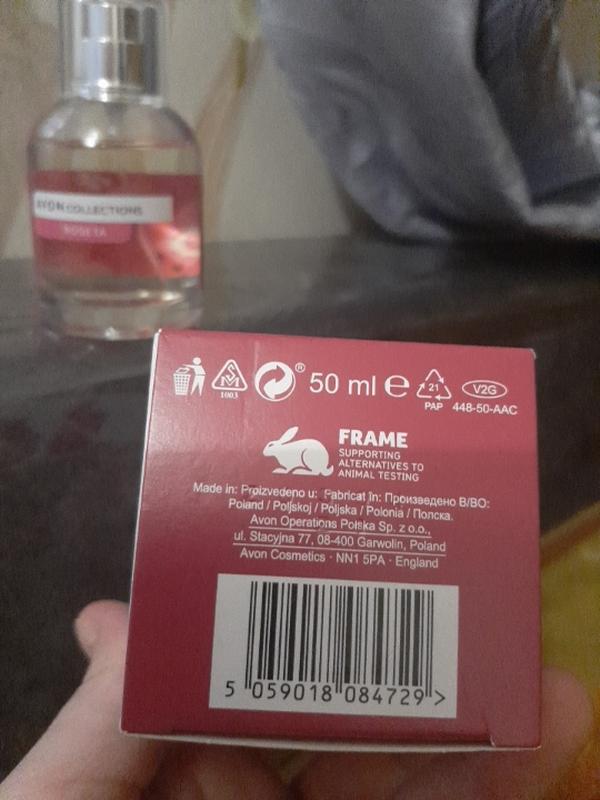 AVON COLLECTIONS
ROSETA
SM
1003
® 50 ml e
21
PAP
V2G
448-50-AAC
FRAME
SUPPORTING
ALTERNATIVES TO
ANIMAL TESTING
Made in: Proizvedeno u: Fabricat în: Произведено В/ВО:
Poland / Poljskoj / Poljska / Polonia / Полска.
Avon Operations Polska Sp. z o.o.,
ul. Stacyjna 77, 08-400 Garwolin, Poland
Avon Cosmetics · NN1 5PA · England
5 059018 084729 >